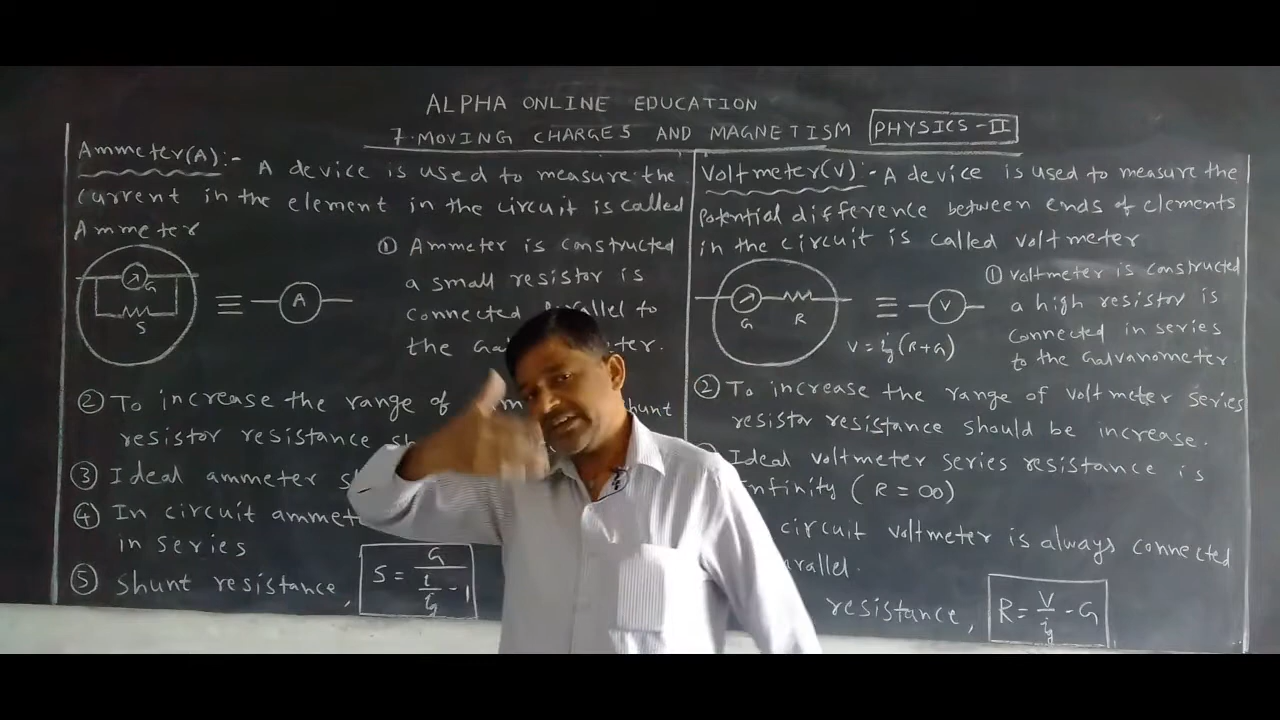 ALPHA ONLINE EDUCATION
7. MOVING CHARGES AND MAGNETISM PHYSICS-II
Ammeter(A):- A device is used to measure the
current in the element in the circuit is called
Ammeter
① Ammeter is constructed
a small resistor is
connected parallel to
the
G
S
≡ A
② To increase the range of
resistor resistance
③ Ideal ammeter
④ In circuit
in series
⑤ Shunt resistance, S = G / (i/ig - 1)
Voltmeter(V):- A device is used to measure the
potential difference between ends of elements
in the circuit is called voltmeter
① Voltmeter is constructed
a high resistor is
connected in series
to the Galvanometer.
G R
≡ V
V = ig(R+G)
② To increase the range of voltmeter series
resistor resistance should be increase.
Ideal voltmeter series resistance is
Infinity (R = ∞)
circuit voltmeter is always connected
resistance, R = V/ig - G